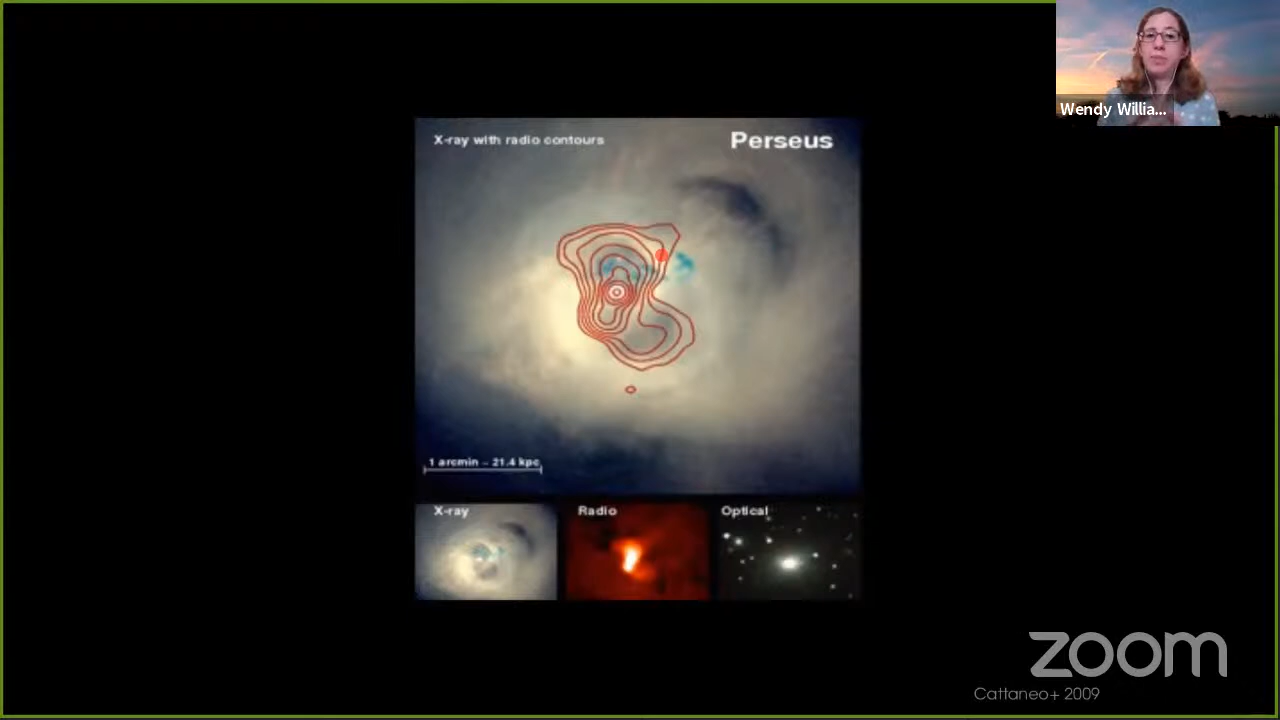 Wendy Willia...
X-ray with radio contours
Perseus
1 arcmin – 21.4 kpc
X-ray
Radio
Optical
zoom
Cattaneo+ 2009